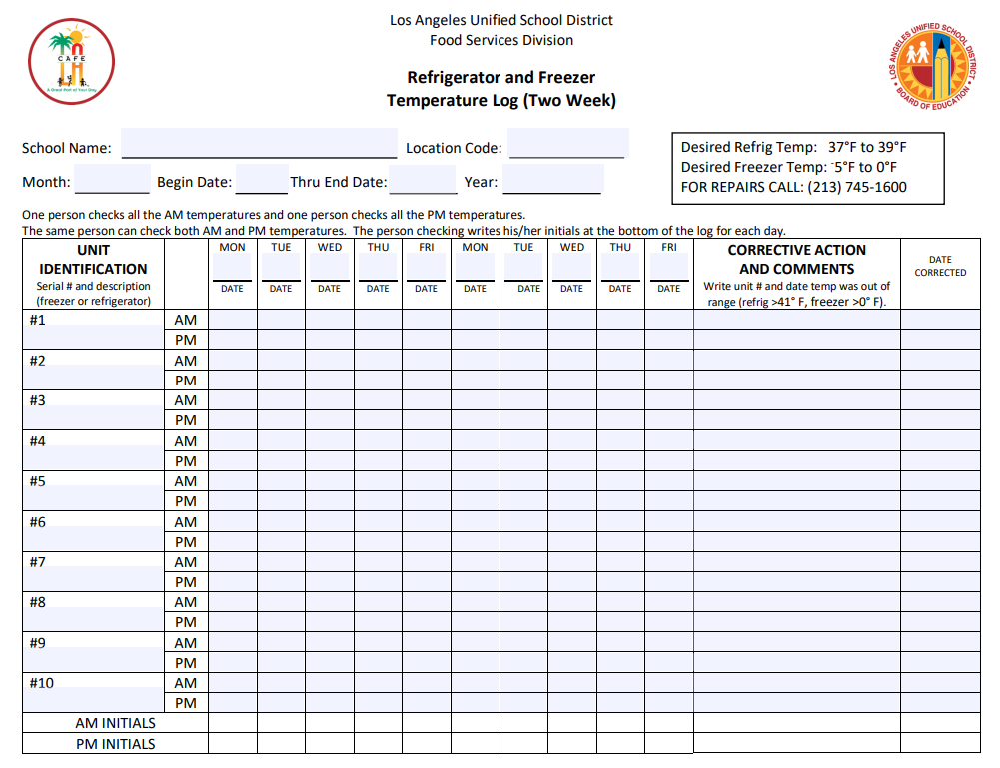 Los Angeles Unified School District
Food Services Division
Refrigerator and Freezer
Temperature Log (Two Week)
CAFE
LA
A Great Part of Your Day
LOS ANGELES UNIFIED SCHOOL DISTRICT
BOARD OF EDUCATION
School Name: Location Code:
Month: Begin Date: Thru End Date: Year:
Desired Refrig Temp: 37°F to 39°F
Desired Freezer Temp: -5°F to 0°F
FOR REPAIRS CALL: (213) 745-1600
One person checks all the AM temperatures and one person checks all the PM temperatures.
The same person can check both AM and PM temperatures. The person checking writes his/her initials at the bottom of the log for each day.
UNIT
IDENTIFICATION
Serial # and description
(freezer or refrigerator)
MON TUE WED THU FRI MON TUE WED THU FRI
DATE DATE DATE DATE DATE DATE DATE DATE DATE DATE
CORRECTIVE ACTION
AND COMMENTS
Write unit # and date temp was out of
range (refrig >41° F, freezer >0° F).
DATE
CORRECTED
#1 AM
PM
#2 AM
PM
#3 AM
PM
#4 AM
PM
#5 AM
PM
#6 AM
PM
#7 AM
PM
#8 AM
PM
#9 AM
PM
#10 AM
PM
AM INITIALS
PM INITIALS